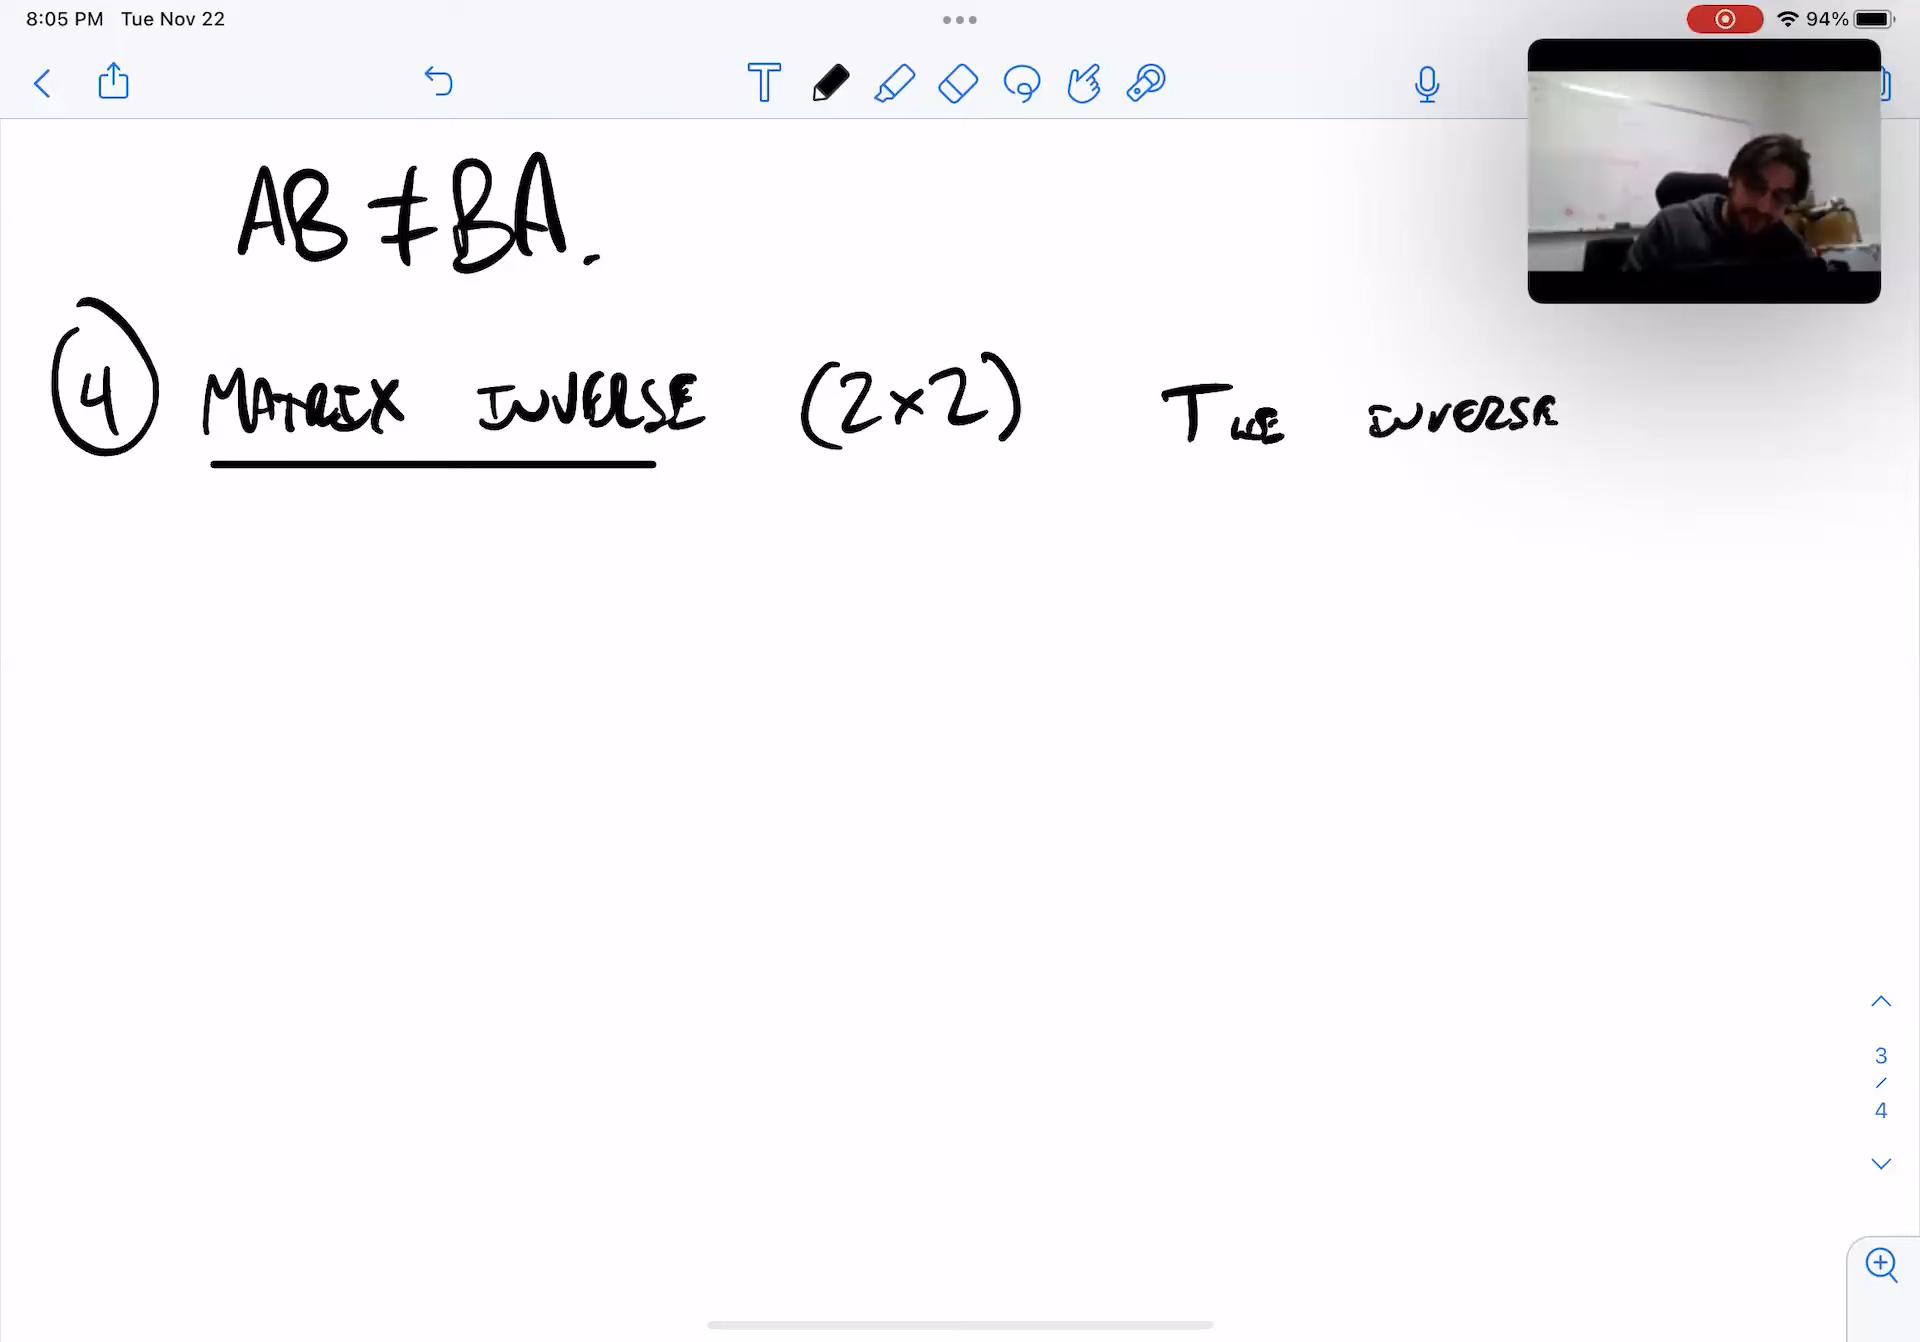 8:05 PM Tue Nov 22 94%
T
AB ≠ BA.
4 MATRIX INVERSE (2×2) THE INVERSE
3
/
4